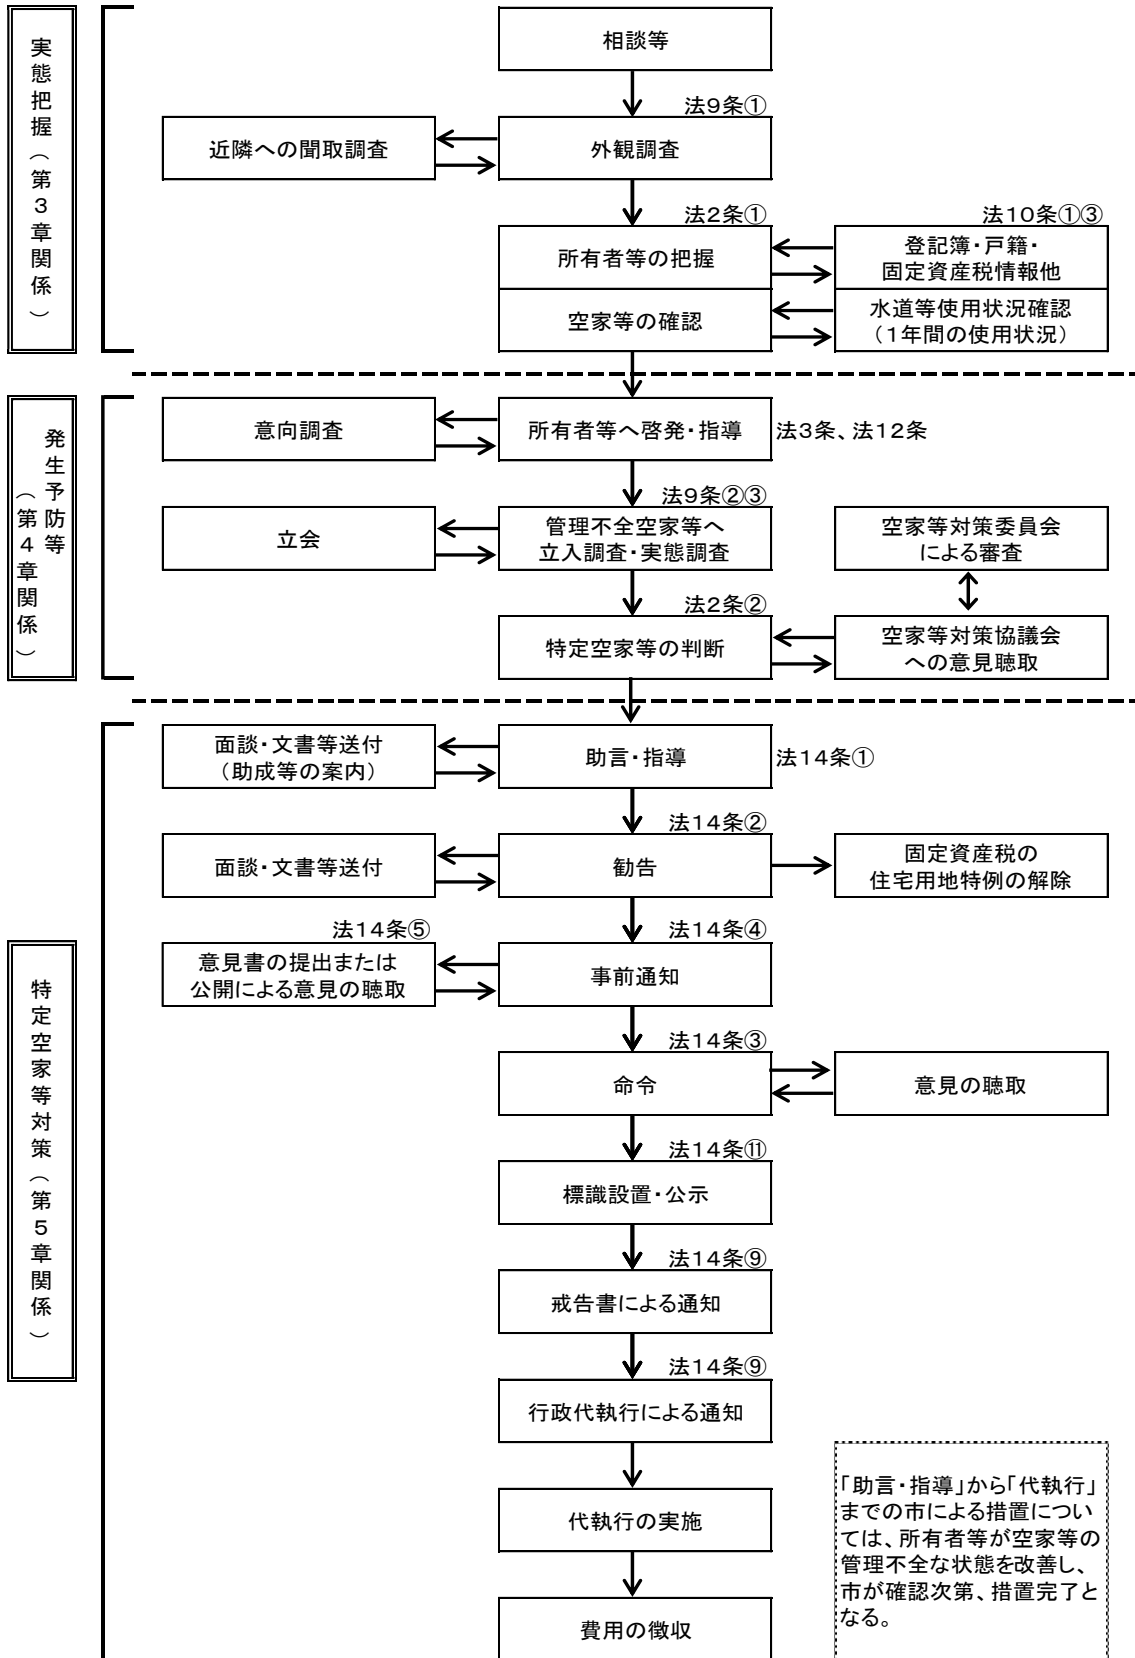 実態把握（第３章関係）
相談等
法９条①
近隣への聞取調査
外観調査
法２条①
法１０条①③
所有者等の把握
登記簿・戸籍・
固定資産税情報他
空家等の確認
水道等使用状況確認
（１年間の使用状況）
発生予防等
（第４章関係）
意向調査
所有者等へ啓発・指導
法３条、法１２条
法９条②③
立会
管理不全空家等へ
立入調査・実態調査
空家等対策委員会
による審査
法２条②
特定空家等の判断
空家等対策協議会
への意見聴取
特定空家等対策（第５章関係）
面談・文書等送付
（助成等の案内）
助言・指導
法１４条①
法１４条②
面談・文書等送付
勧告
固定資産税の
住宅用地特例の解除
法１４条⑤
法１４条④
意見書の提出または
公開による意見の聴取
事前通知
法１４条③
命令
意見の聴取
法１４条⑪
標識設置・公示
法１４条⑨
戒告書による通知
法１４条⑨
行政代執行による通知
代執行の実施
費用の徴収
「助言・指導」から「代執行」
までの市による措置につい
ては、所有者等が空家等の
管理不全な状態を改善し、
市が確認次第、措置完了と
なる。